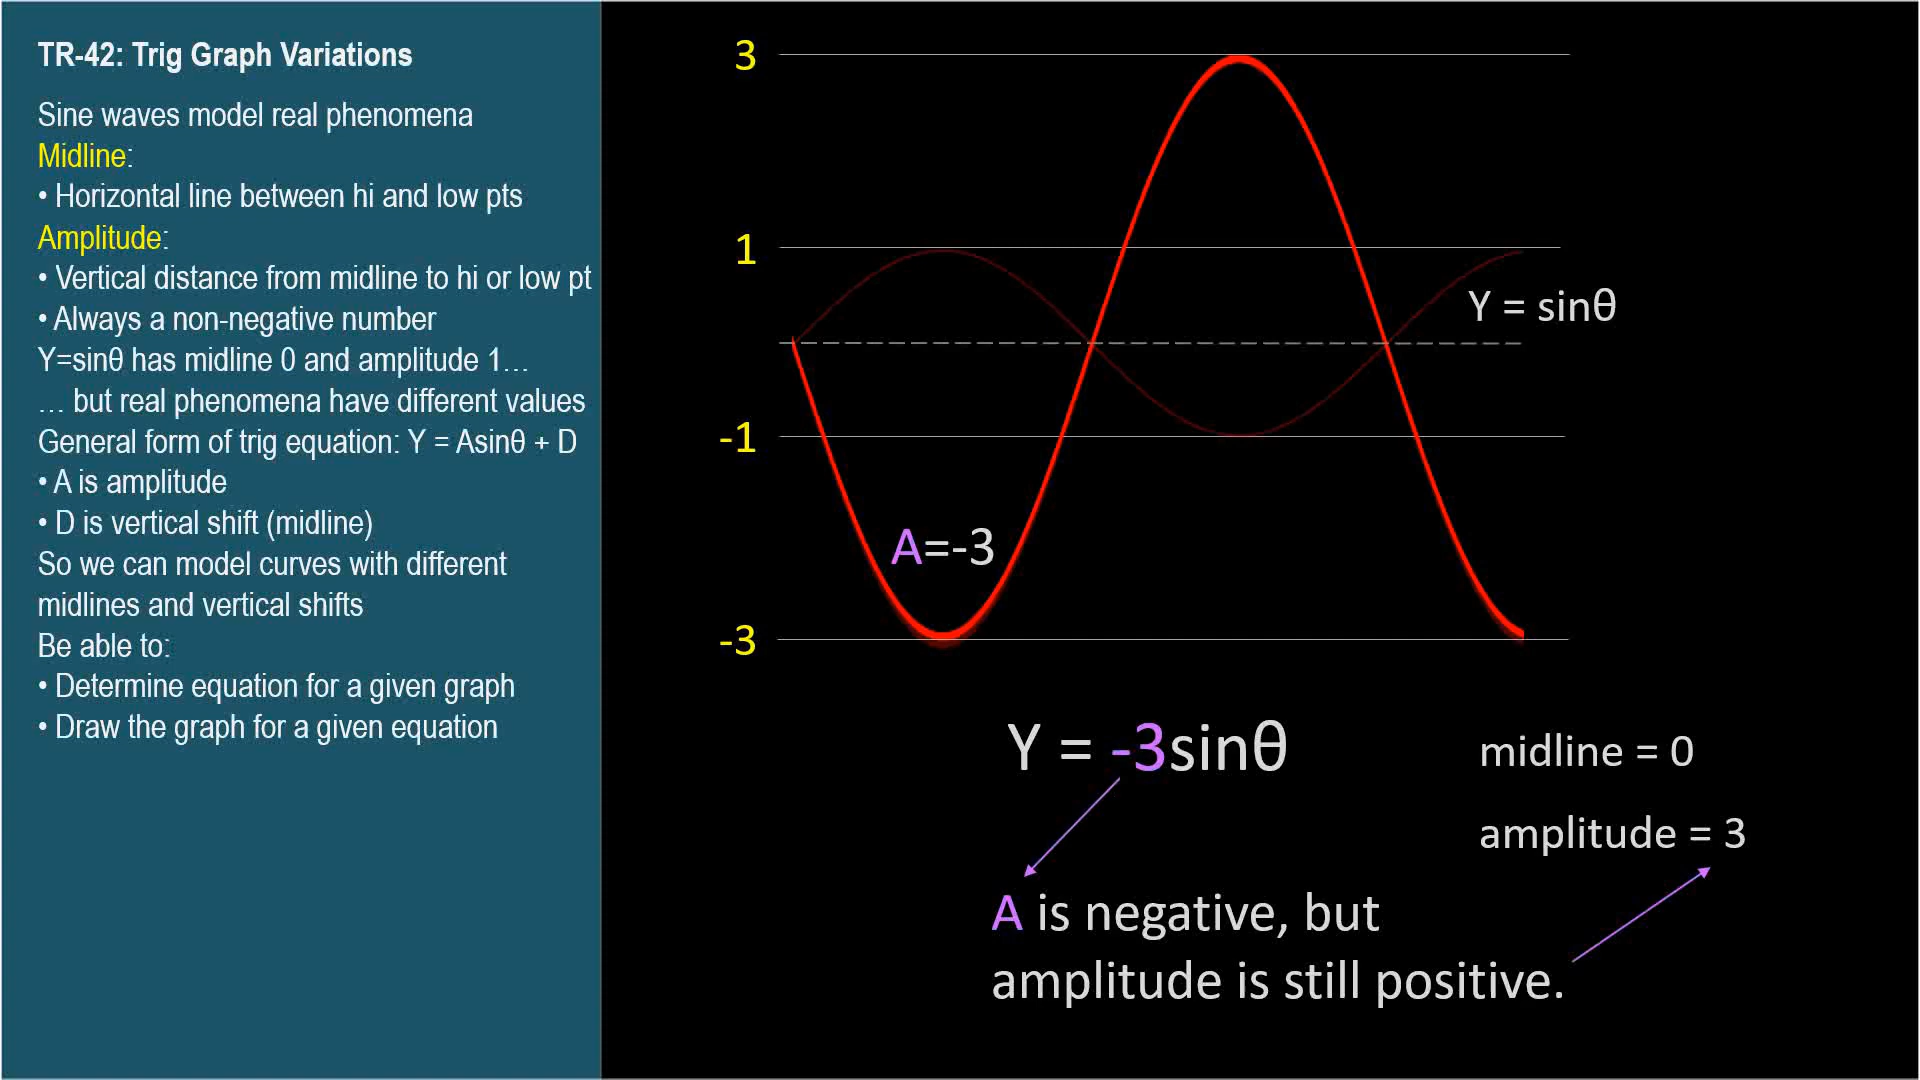 TR-42: Trig Graph Variations
Sine waves model real phenomena
Midline:
• Horizontal line between hi and low pts
Amplitude:
• Vertical distance from midline to hi or low pt
• Always a non-negative number
Y=sinθ has midline 0 and amplitude 1…
… but real phenomena have different values
General form of trig equation: Y = Asinθ + D
• A is amplitude
• D is vertical shift (midline)
So we can model curves with different
midlines and vertical shifts
Be able to:
• Determine equation for a given graph
• Draw the graph for a given equation
3
1
Y = sinθ
-1
A=-3
-3
Y = -3sinθ
midline = 0
amplitude = 3
A is negative, but
amplitude is still positive.